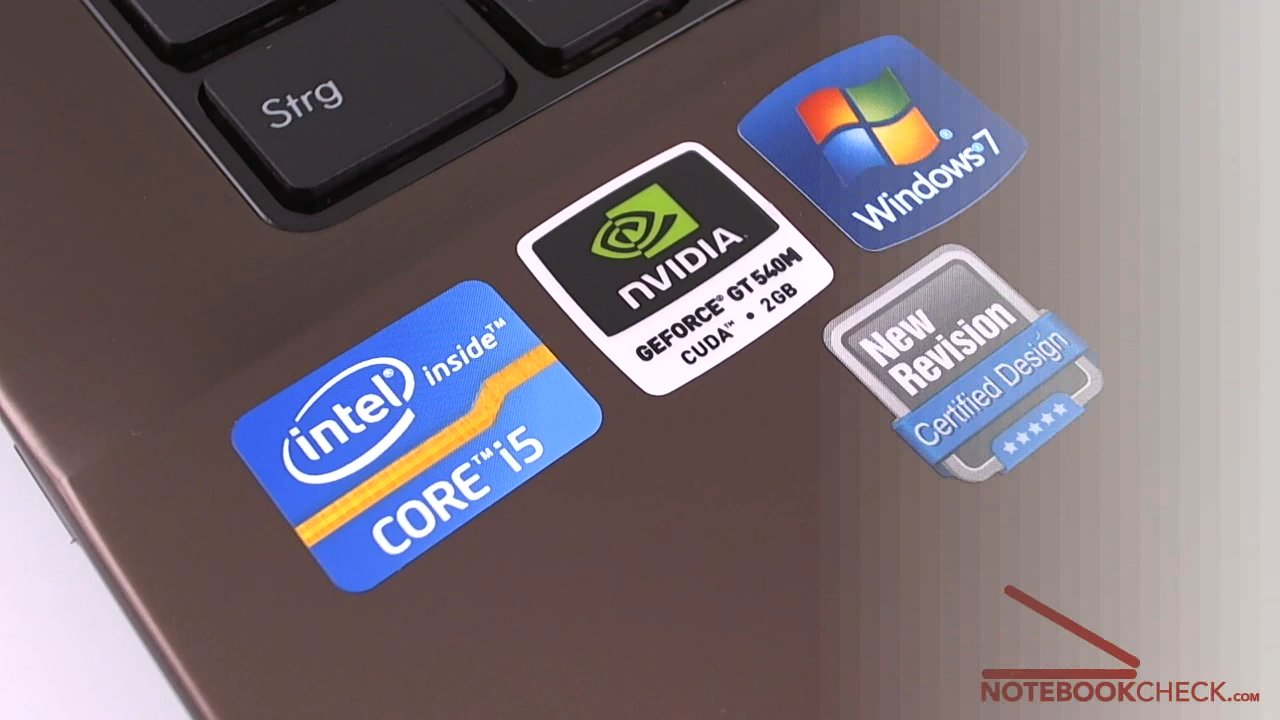 Strg
Windows® 7
NVIDIA.
GEFORCE® GT 540M
CUDA™ • 2GB
intel® inside™
CORE™ i5
New
Revision
Certified Design
NOTEBOOKCHECK.COM